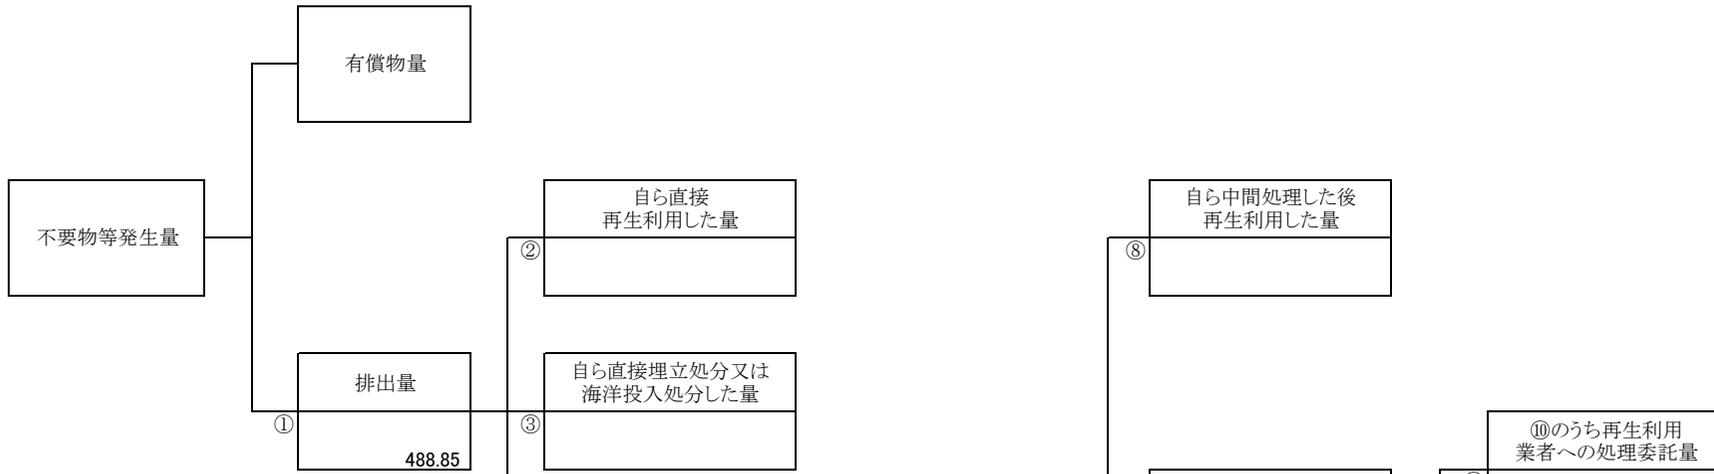 有償物量
自ら直接
再生利用した量
自ら中間処理した後
再生利用した量
不要物等発生量
②
⑧
排出量
自ら直接埋立処分又は
海洋投入処分した量
①
③
⑩のうち再生利用
業者への処理委託量
488.85